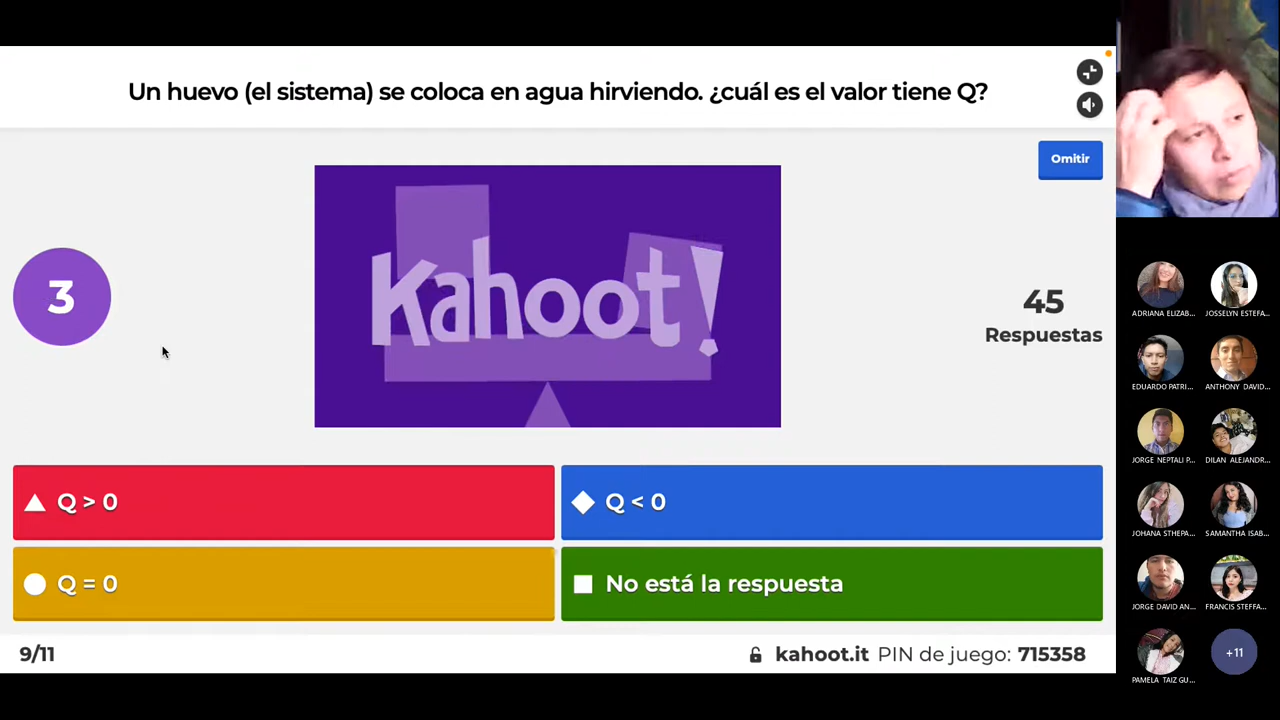 Un huevo (el sistema) se coloca en agua hirviendo. ¿cuál es el valor tiene Q?
Omitir
3
Kahoot!
45
Respuestas
Q > 0
Q < 0
Q = 0
No está la respuesta
9/11
kahoot.it PIN de juego: 715358
ADRIANA ELIZAB...
JOSSELYN ESTEFA...
EDUARDO PATRI...
ANTHONY DAVID...
JORGE NEPTALI P...
DILAN ALEJANDR...
JOHANA STHEPA...
SAMANTHA ISAB...
JORGE DAVID AN...
FRANCIS STEFFA...
PAMELA TAIZ GU...
+11